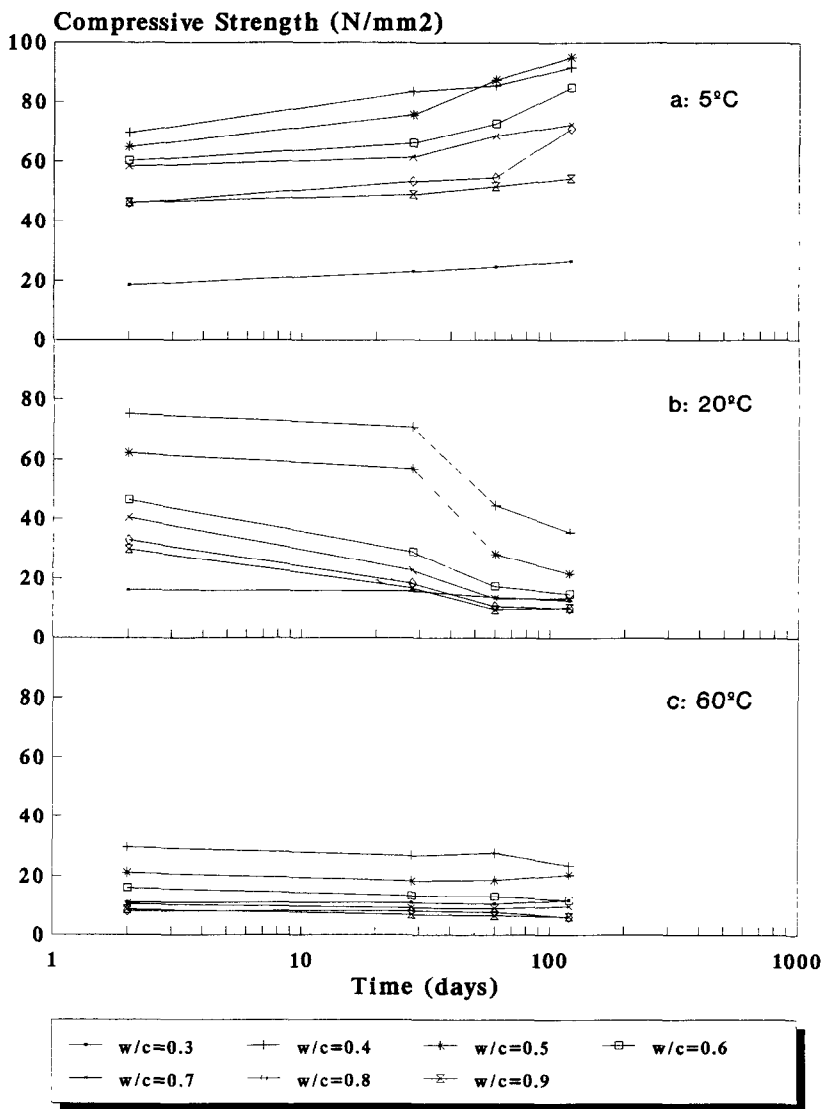 Compressive Strength (N/mm2)
100
80
60
40
20
0
a: 5ºC
80
60
40
20
0
b: 20ºC
80
60
40
20
0
c: 60ºC
1 10 100 1000
Time (days)
w/c=0.3 w/c=0.4 w/c=0.5 w/c=0.6
w/c=0.7 w/c=0.8 w/c=0.9